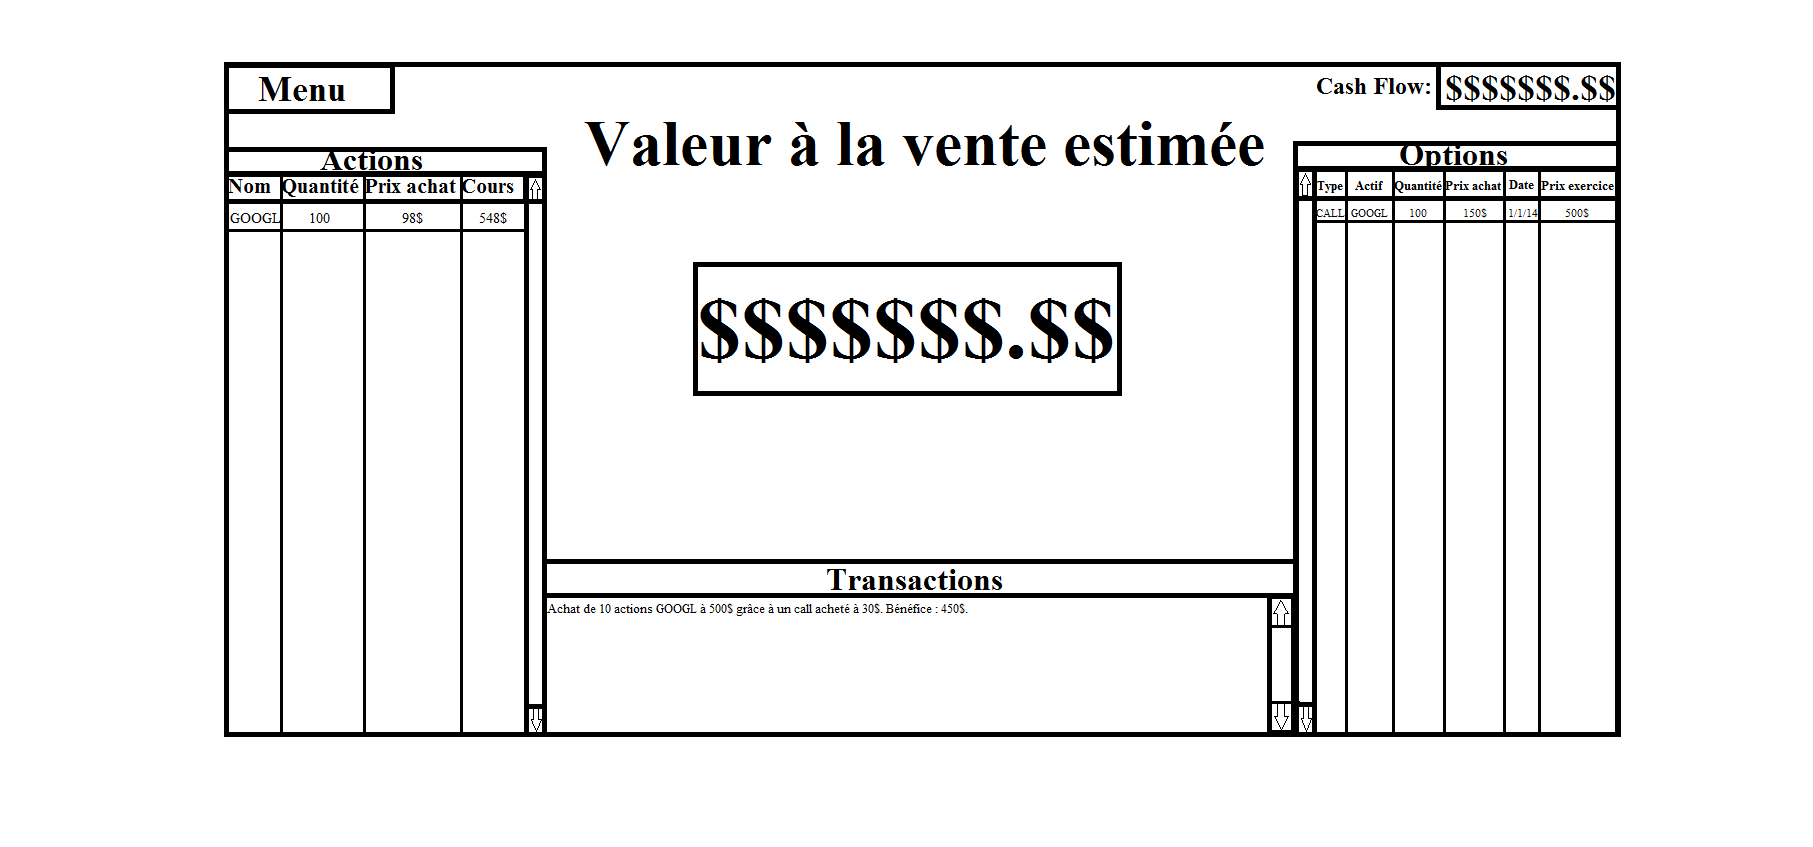 Menu
Cash Flow: $$$$$$$.$$
Valeur à la vente estimée
Actions
Nom Quantité Prix achat Cours
GOOGL 100 98$ 548$
$$$$$$$.$$
Options
Type Actif Quantité Prix achat Date Prix exercice
CALL GOOGL 100 150$ 1/1/14 500$
Transactions
Achat de 10 actions GOOGL à 500$ grâce à un call acheté à 30$. Bénéfice : 450$.